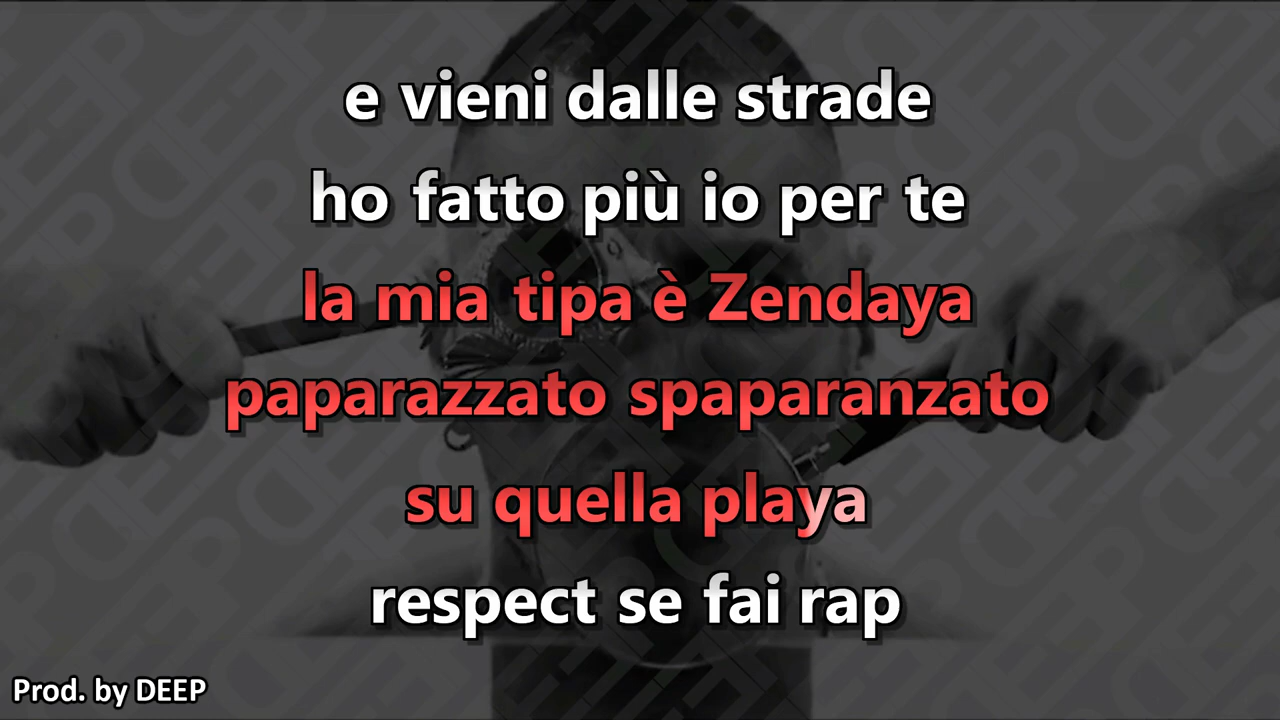 e vieni dalle strade
ho fatto più io per te
la mia tipa è Zendaya
paparazzato spaparanzato
su quella playa
respect se fai rap
Prod. by DEEP